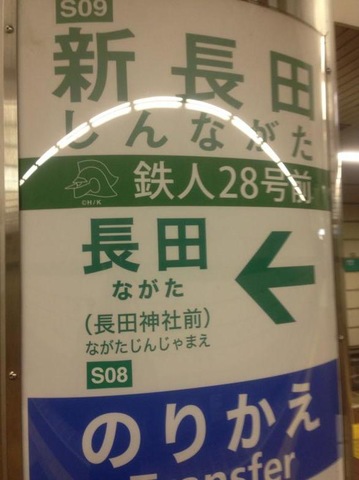 S09
新長田
しんながた
©H/K
鉄人28号前
長田
ながた
(長田神社前)
ながたじんじゃまえ
S08
のりかえ
Transfer